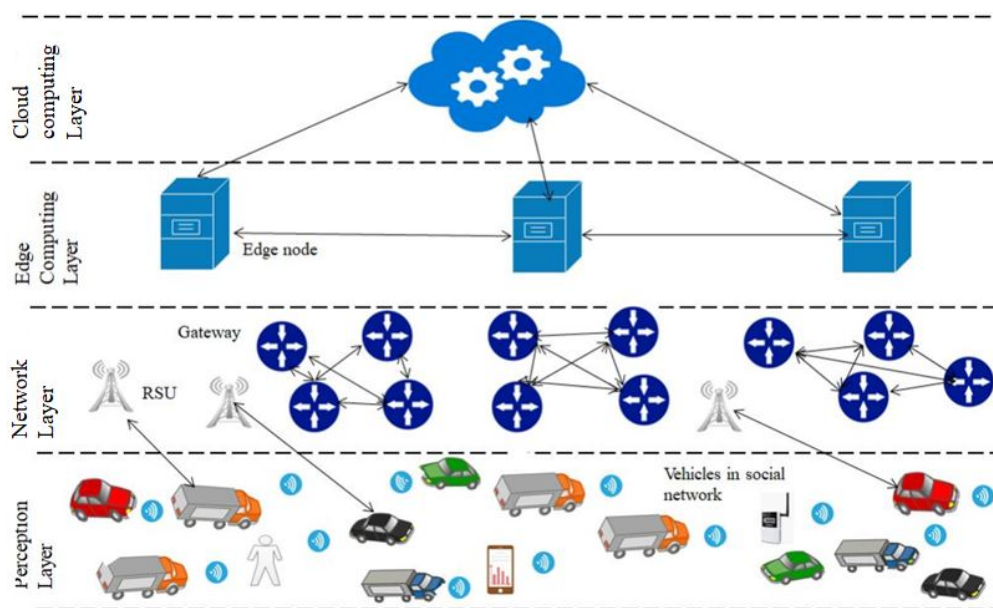 Cloud
computing
Layer
Edge
Computing
Layer
Edge node
Network
Layer
Gateway
RSU
Perception
Layer
Vehicles in social
network